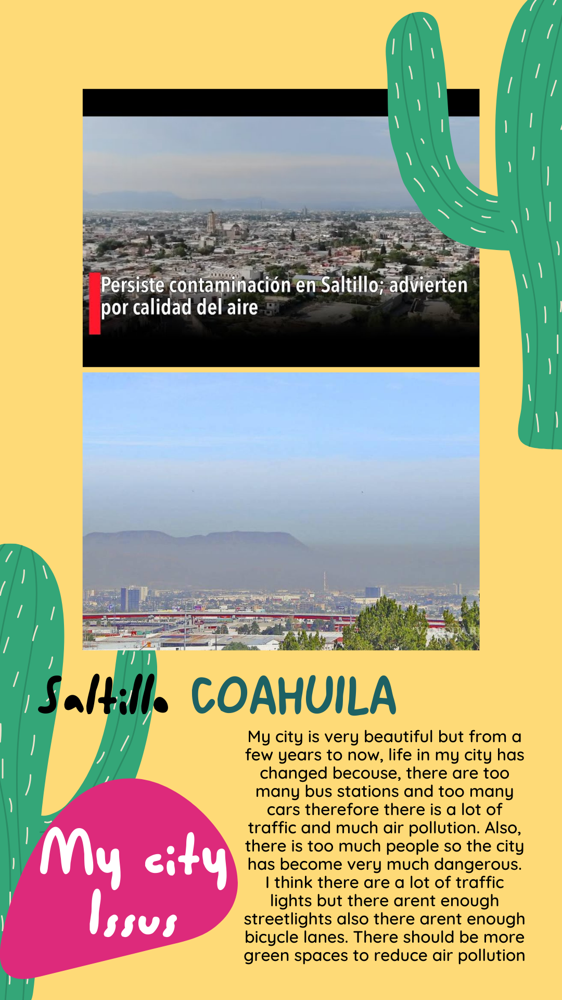 Persiste contaminación en Saltillo; advierten
por calidad del aire
Saltillo COAHUILA
My city is very beautiful but from a
few years to now, life in my city has
changed becouse, there are too
many bus stations and too many
cars therefore there is a lot of
traffic and much air pollution. Also,
there is too much people so the city
has become very much dangerous.
I think there are a lot of traffic
lights but there arent enough
streetlights also there arent enough
bicycle lanes. There should be more
green spaces to reduce air pollution
My city
Issus